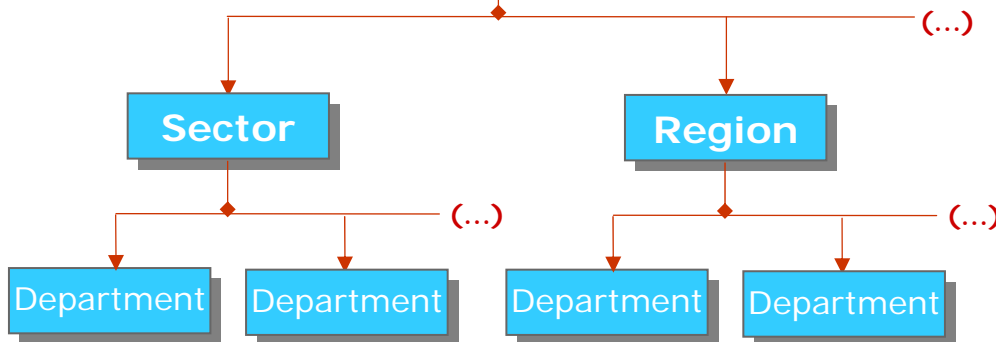 (...)
Sector
Region
(...)
(...)
Department
Department
Department
Department